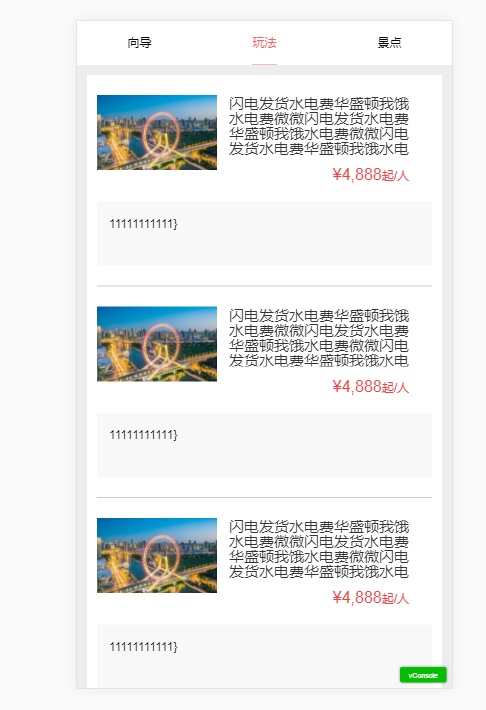 向导 玩法 景点
闪电发货水电费华盛顿我饿
水电费微微闪电发货水电费
华盛顿我饿水电费微微闪电
发货水电费华盛顿我饿水电
¥4,888起/人
11111111111}
闪电发货水电费华盛顿我饿
水电费微微闪电发货水电费
华盛顿我饿水电费微微闪电
发货水电费华盛顿我饿水电
¥4,888起/人
11111111111}
闪电发货水电费华盛顿我饿
水电费微微闪电发货水电费
华盛顿我饿水电费微微闪电
发货水电费华盛顿我饿水电
¥4,888起/人
11111111111}
vConsole